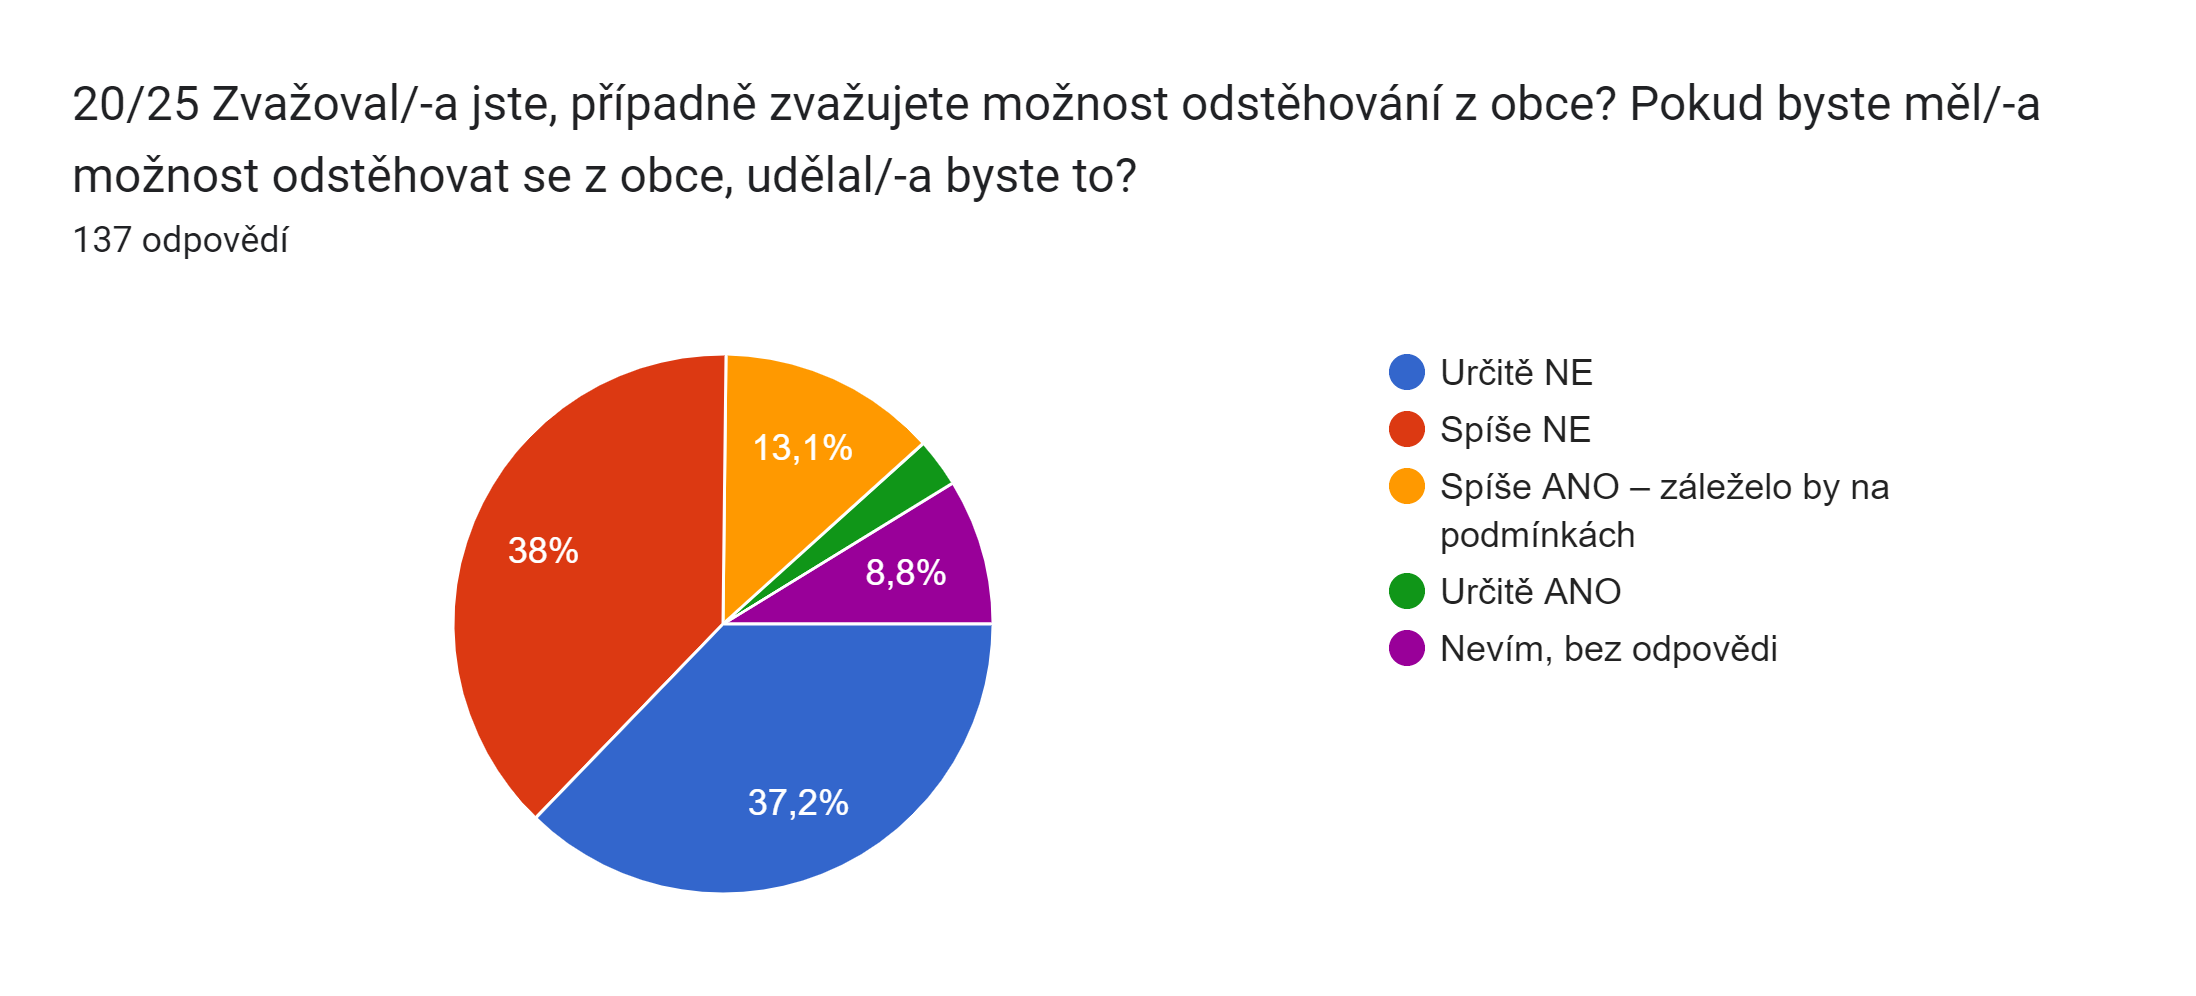 20/25 Zvažoval/-a jste, případně zvažujete možnost odstěhování z obce? Pokud byste měl/-a
možnost odstěhovat se z obce, udělal/-a byste to?
137 odpovědí
13,1%
38%
8,8%
37,2%
Určitě NE
Spíše NE
Spíše ANO – záleželo by na
podmínkách
Určitě ANO
Nevím, bez odpovědi